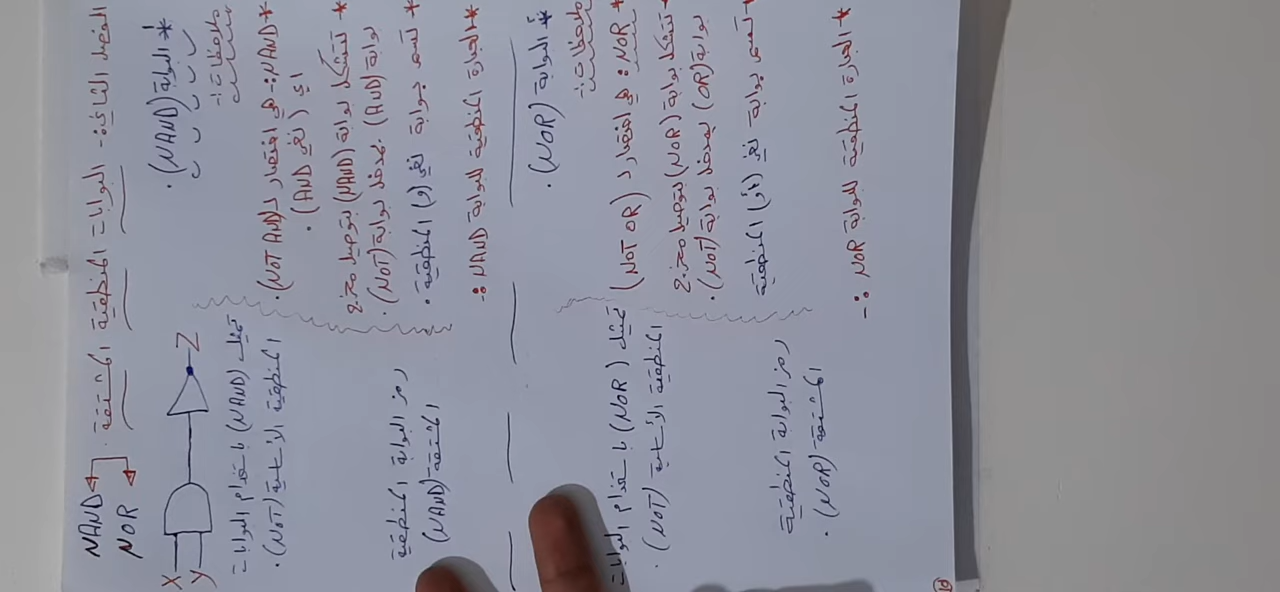 الفصل الثاني :- البوابات المنطقية المشتقة .
NAND
NOR
* أ. البوابة (NAND) .
ملاحظات :-
* NAND :- هي اختصار لـ (NOT AND) .
أي (نفي AND) .
* تتشكل بوابة (NAND) بتوصيل مخرج
بوابة (AND) بمدخل بوابة (NOT) .
* تسمى بوابة نفي (و) المنطقية .
* العبارة المنطقية للبوابة NAND :-
X
Y
Z
تمثيل (NAND) باستخدام البوابات
المنطقية الأساسية (NOT) .
رمز البوابة المنطقية
المشتقة (NAND)
* البوابة (NOR) .
ملاحظات :-
* NOR : هي اختصار لـ (NOT OR)
* تتشكل بوابة (NOR) بتوصيل مخرج
بوابة (OR) بمدخل بوابة (NOT) .
* تسمى بوابة نفي (أو) المنطقية
* العبارة المنطقية للبوابة NOR :-
تمثيل (NOR) باستخدام البوابات
المنطقية الأساسية (NOT) .
رمز البوابة المنطقية
المشتقة (NOR) .